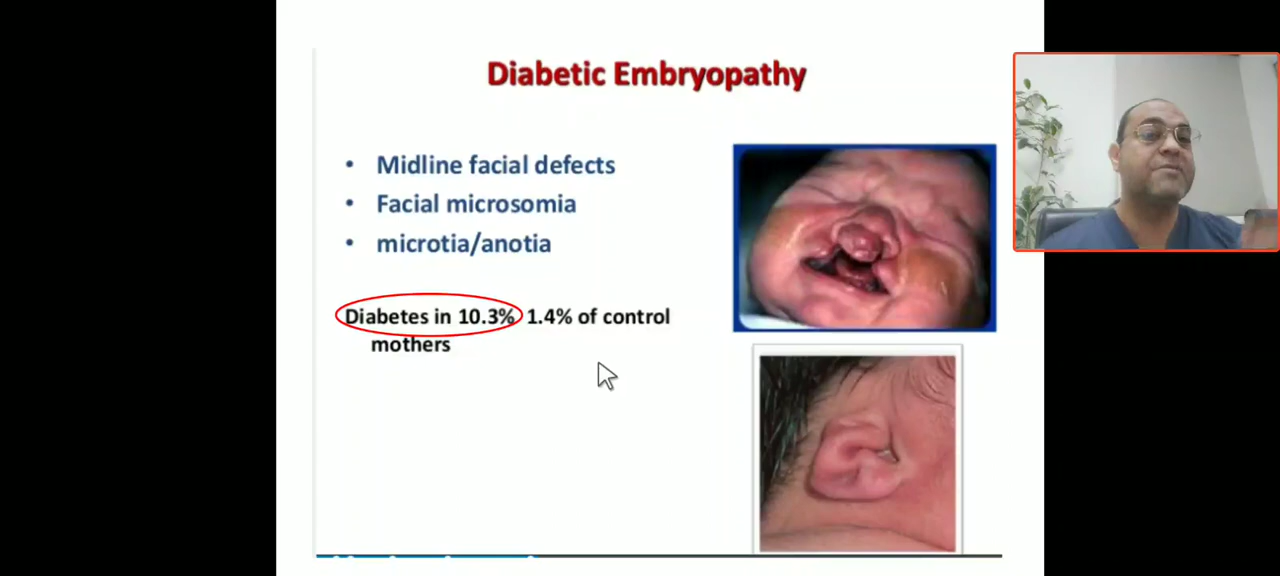 Diabetic Embryopathy
• Midline facial defects
• Facial microsomia
• microtia/anotia
Diabetes in 10.3% 1.4% of control
mothers